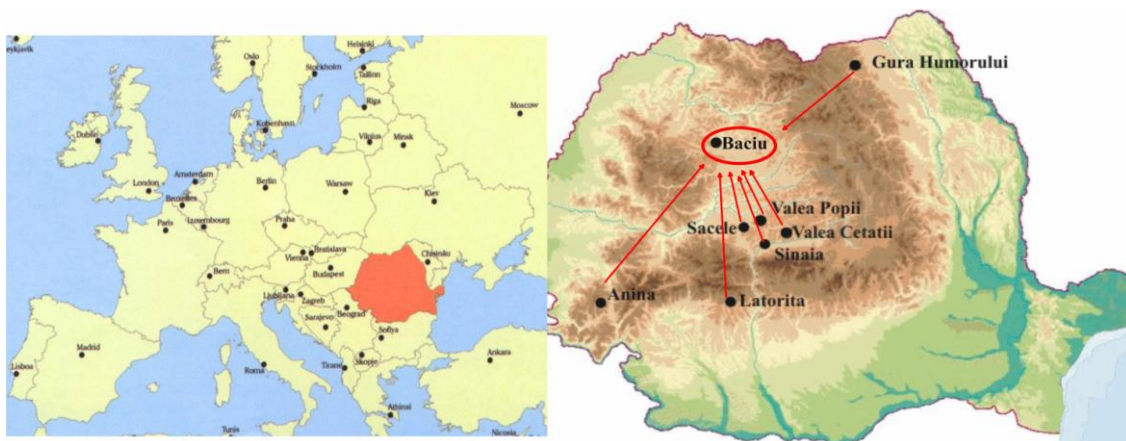 eykjavik
Oslo
Helsinki
Stockholm
Tallinn
Riga
Moscow
Dublin
København
Vilnius
Minsk
London
Amsterdam
Berlin
Warsaw
Kiev
Bruxelles
Paris
Luxembourg
Praha
Vienna
Bratislava
Chisinau
Bern
Budapest
Ljubljana
Zagreb
Beograd
Sarajevo
Sofiya
Madrid
Skopje
Ankara
Lisboa
Roma
Tirane
Athinai
Tunis
Nicosia
Gura Humorului
Baciu
Valea Popii
Sacele
Valea Cetatii
Sinaia
Anina
Latorita